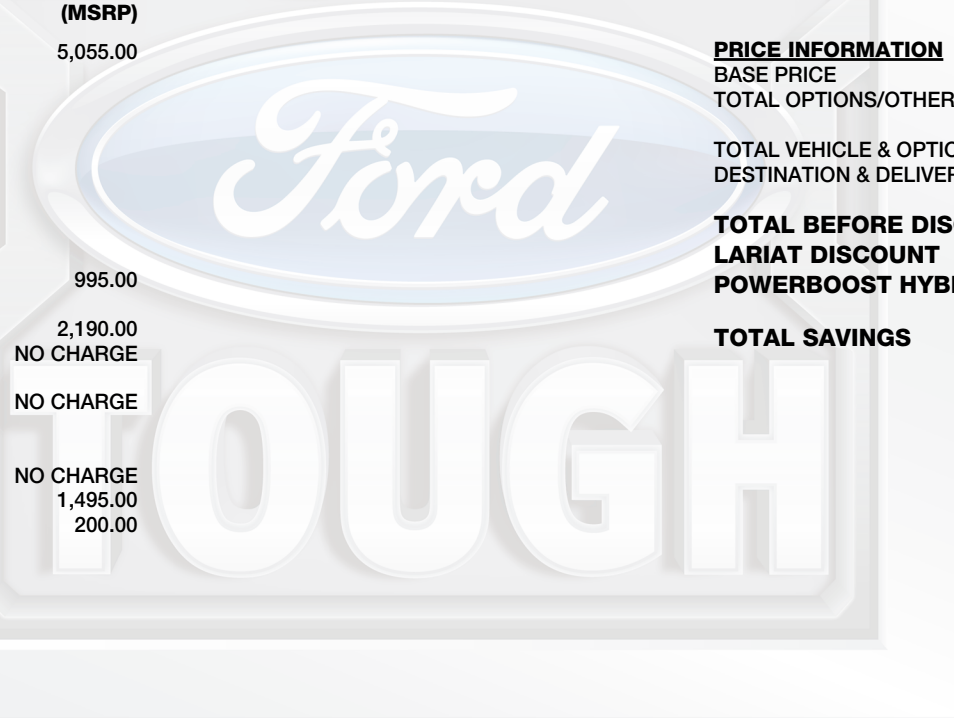 (MSRP)
5,055.00
995.00
2,190.00
NO CHARGE
NO CHARGE
NO CHARGE
1,495.00
200.00
PRICE INFORMATION
BASE PRICE
TOTAL OPTIONS/OTHER
TOTAL VEHICLE & OPTIO
DESTINATION & DELIVER
TOTAL BEFORE DISC
LARIAT DISCOUNT
POWERBOOST HYBR
TOTAL SAVINGS
Ford
TOUGH